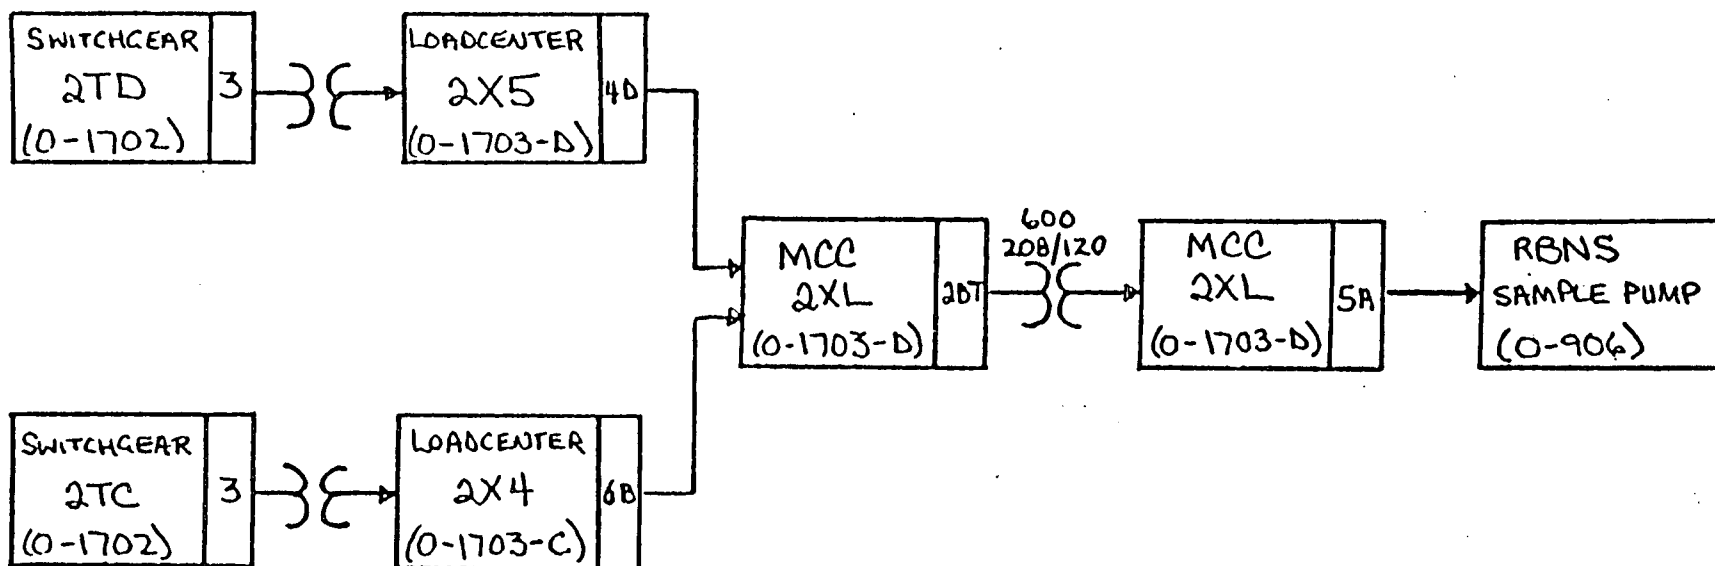 SWITCHGEAR
2TD
(0-1702)
3
LOADCENTER
2X5
(0-1703-D)
4D
SWITCHGEAR
2TC
(0-1702)
3
LOADCENTER
2X4
(0-1703-C)
6B
MCC
2XL
(0-1703-D)
2DT
600
208/120
MCC
2XL
(0-1703-D)
5A
RBNS
SAMPLE PUMP
(0-906)